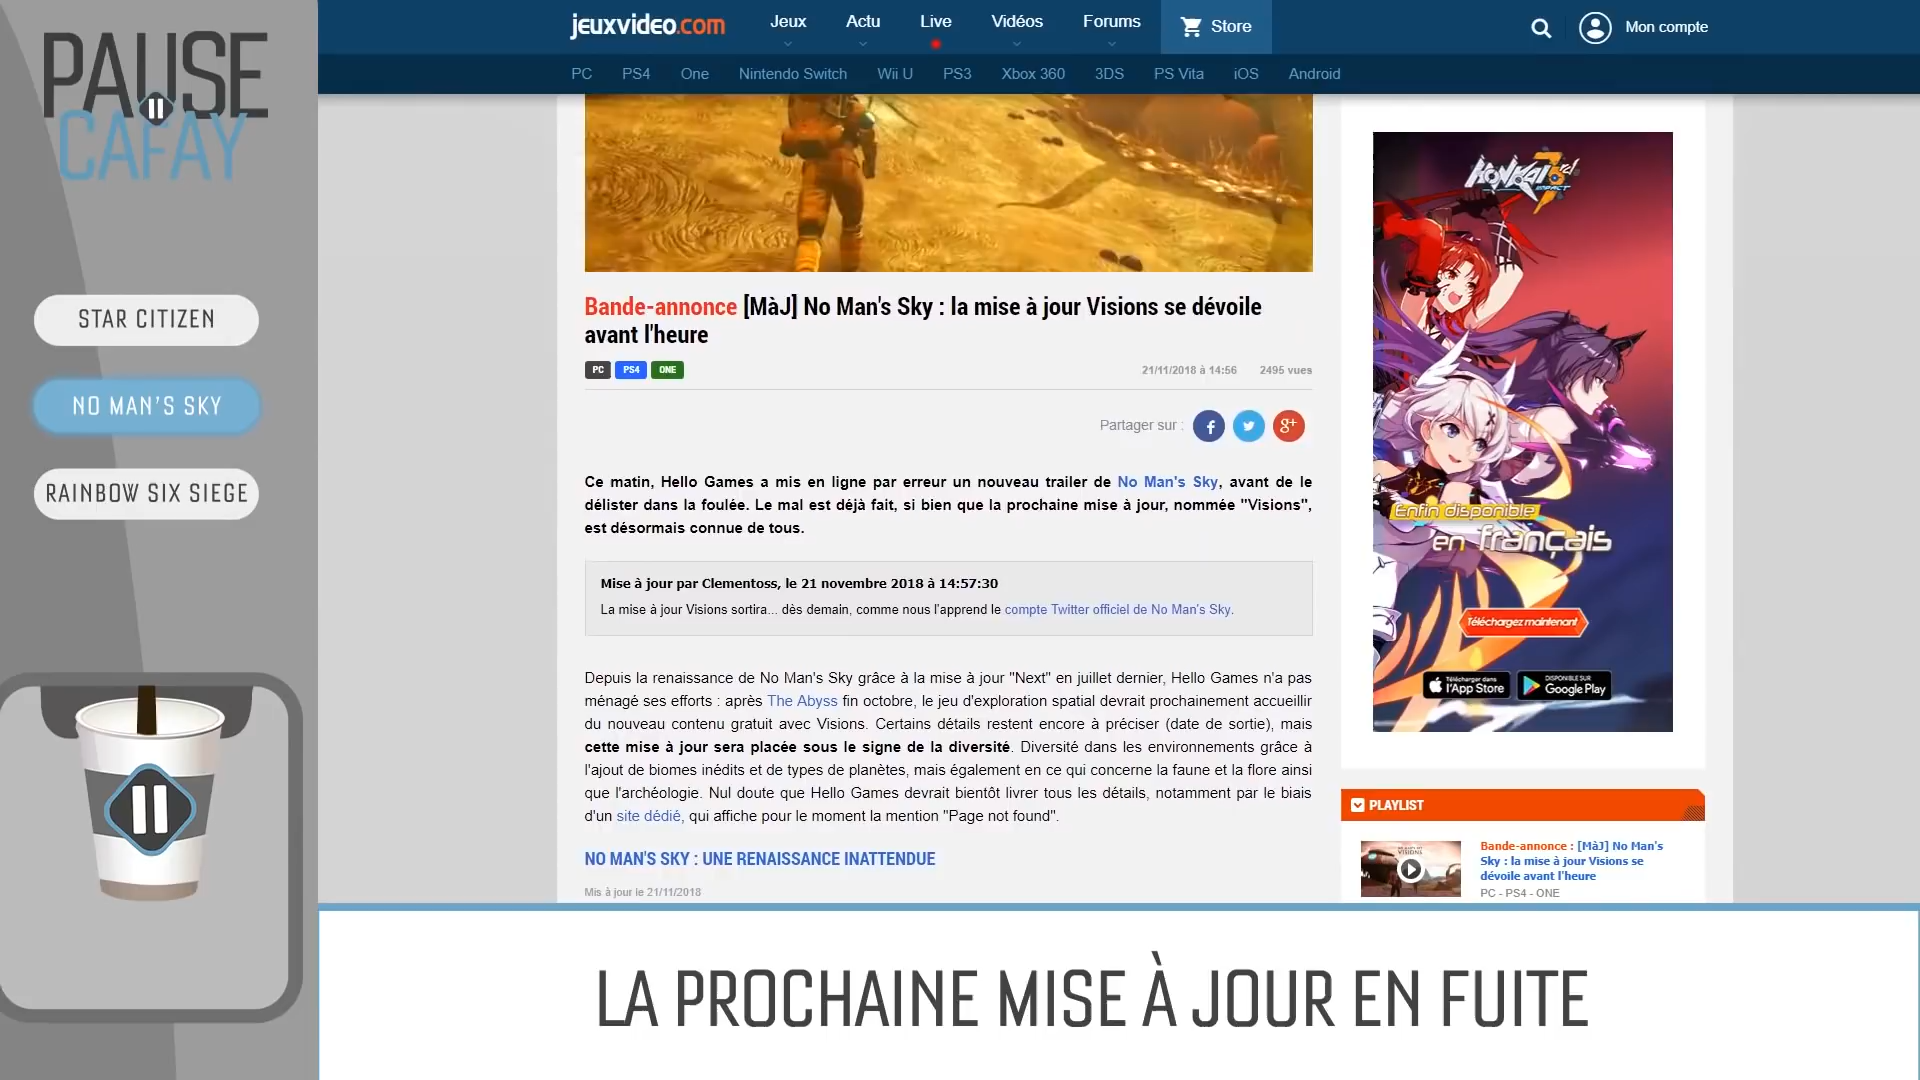 PAUSE
CAFAY
STAR CITIZEN
NO MAN'S SKY
RAINBOW SIX SIEGE
jeuxvideo.com
Jeux
Actu
Live
Vidéos
Forums
Store
Mon compte
PC
PS4
One
Nintendo Switch
Wii U
PS3
Xbox 360
3DS
PS Vita
iOS
Android
Bande-annonce [MàJ] No Man's Sky : la mise à jour Visions se dévoile
avant l'heure
PC PS4 ONE
21/11/2018 à 14:56 2495 vues
Partager sur :
Ce matin, Hello Games a mis en ligne par erreur un nouveau trailer de No Man's Sky, avant de le
délister dans la foulée. Le mal est déjà fait, si bien que la prochaine mise à jour, nommée "Visions",
est désormais connue de tous.
Mise à jour par Clementoss, le 21 novembre 2018 à 14:57:30
La mise à jour Visions sortira... dès demain, comme nous l'apprend le compte Twitter officiel de No Man's Sky.
Depuis la renaissance de No Man's Sky grâce à la mise à jour "Next" en juillet dernier, Hello Games n'a pas
ménagé ses efforts : après The Abyss fin octobre, le jeu d'exploration spatial devrait prochainement accueillir
du nouveau contenu gratuit avec Visions. Certains détails restent encore à préciser (date de sortie), mais
cette mise à jour sera placée sous le signe de la diversité. Diversité dans les environnements grâce à
l'ajout de biomes inédits et de types de planètes, mais également en ce qui concerne la faune et la flore ainsi
que l'archéologie. Nul doute que Hello Games devrait bientôt livrer tous les détails, notamment par le biais
d'un site dédié, qui affiche pour le moment la mention "Page not found".
NO MAN'S SKY : UNE RENAISSANCE INATTENDUE
Mis à jour le 21/11/2018
HONKAI 3rd
IMPACT
Enfin disponible
en français
Téléchargez maintenant
Télécharger dans
l'App Store
DISPONIBLE SUR
Google Play
PLAYLIST
VISIONS
Bande-annonce : [MàJ] No Man's
Sky : la mise à jour Visions se
dévoile avant l'heure
PC - PS4 - ONE
LA PROCHAINE MISE À JOUR EN FUITE